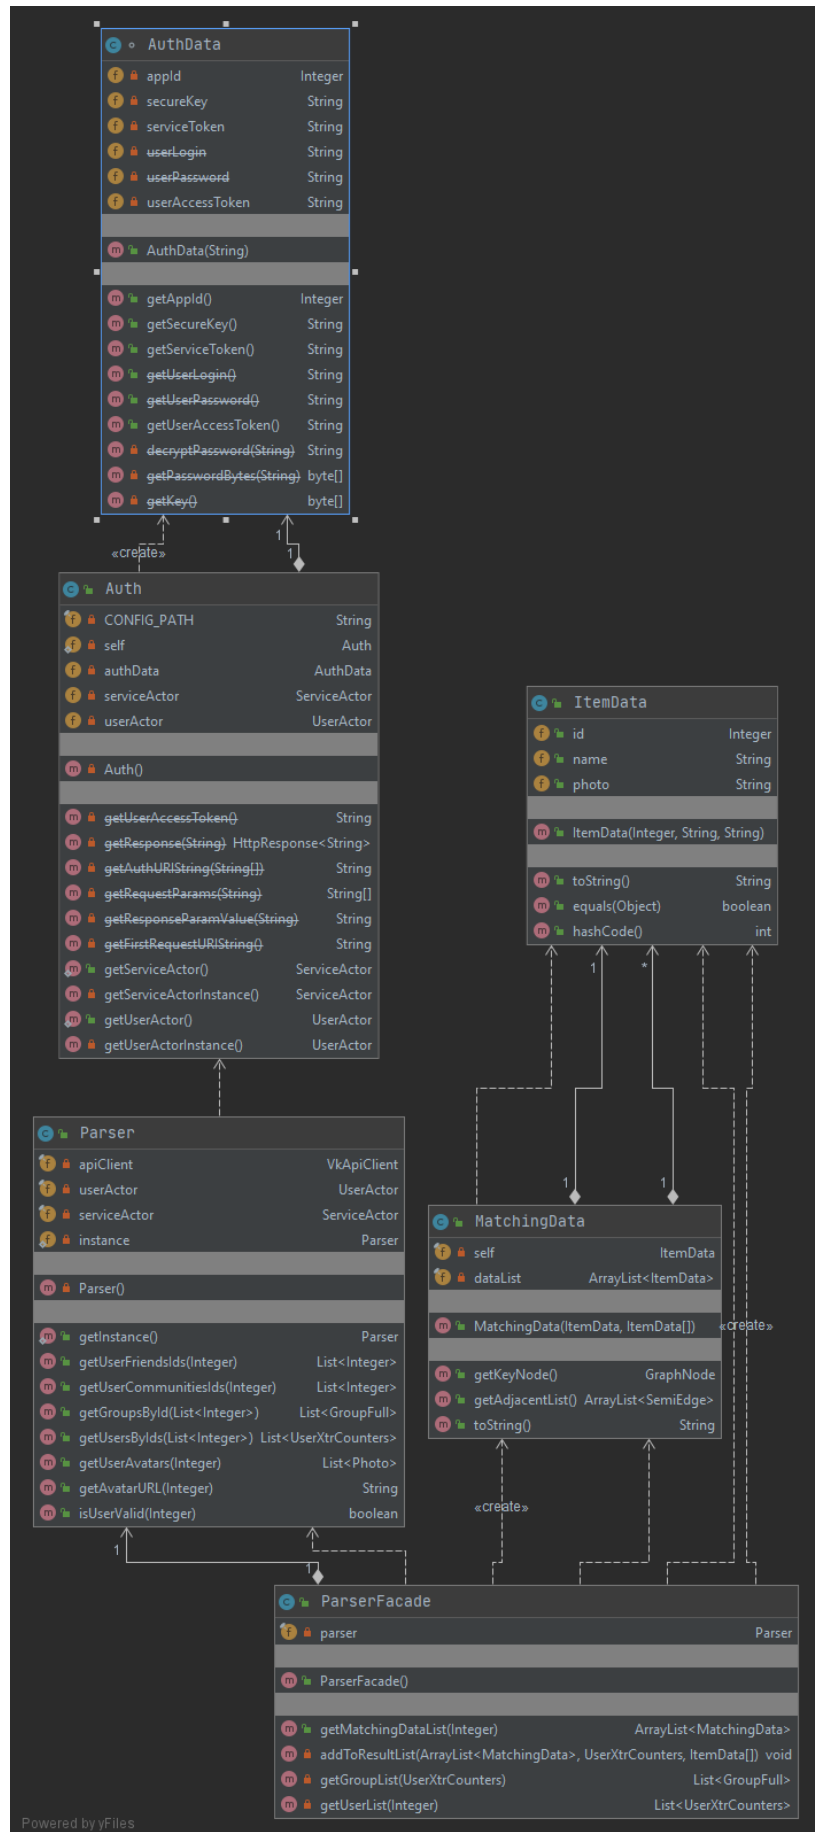 AuthData
appId Integer
secureKey String
serviceToken String
userLogin String
userPassword String
userAccessToken String
AuthData(String)
getAppId() Integer
getSecureKey() String
getServiceToken() String
getUserLogin() String
getUserPassword() String
getUserAccessToken() String
decryptPassword(String) String
getPasswordBytes(String) byte[]
getKey() byte[]
1
«create» 1
Auth
CONFIG_PATH String
self Auth
authData AuthData
serviceActor ServiceActor
userActor UserActor
Auth()
getUserAccessToken() String
getResponse(String) HttpResponse<String>
getAuthURIString(String[]) String
getRequestParams(String) String[]
getResponseParamValue(String) String
getFirstRequestURIString() String
getServiceActor() ServiceActor
getServiceActorInstance() ServiceActor
getUserActor() UserActor
getUserActorInstance() UserActor
ItemData
id Integer
name String
photo String
ItemData(Integer, String, String)
toString() String
equals(Object) boolean
hashCode() int
1 *
Parser
apiClient VkApiClient
userActor UserActor
serviceActor ServiceActor
instance Parser
Parser()
getInstance() Parser
getUserFriendsIds(Integer) List<Integer>
getUserCommunitiesIds(Integer) List<Integer>
getGroupsById(List<Integer>) List<GroupFull>
getUsersByIds(List<Integer>) List<UserXtrCounters>
getUserAvatars(Integer) List<Photo>
getAvatarURL(Integer) String
isUserValid(Integer) boolean
1 1
MatchingData
self ItemData
dataList ArrayList<ItemData>
MatchingData(ItemData, ItemData[])
«create»
getKeyNode() GraphNode
getAdjacentList() ArrayList<SemiEdge>
toString() String
«create»
1
1
ParserFacade
parser Parser
ParserFacade()
getMatchingDataList(Integer) ArrayList<MatchingData>
addToResultList(ArrayList<MatchingData>, UserXtrCounters, ItemData[]) void
getGroupList(UserXtrCounters) List<GroupFull>
getUserList(Integer) List<UserXtrCounters>
Powered by yFiles